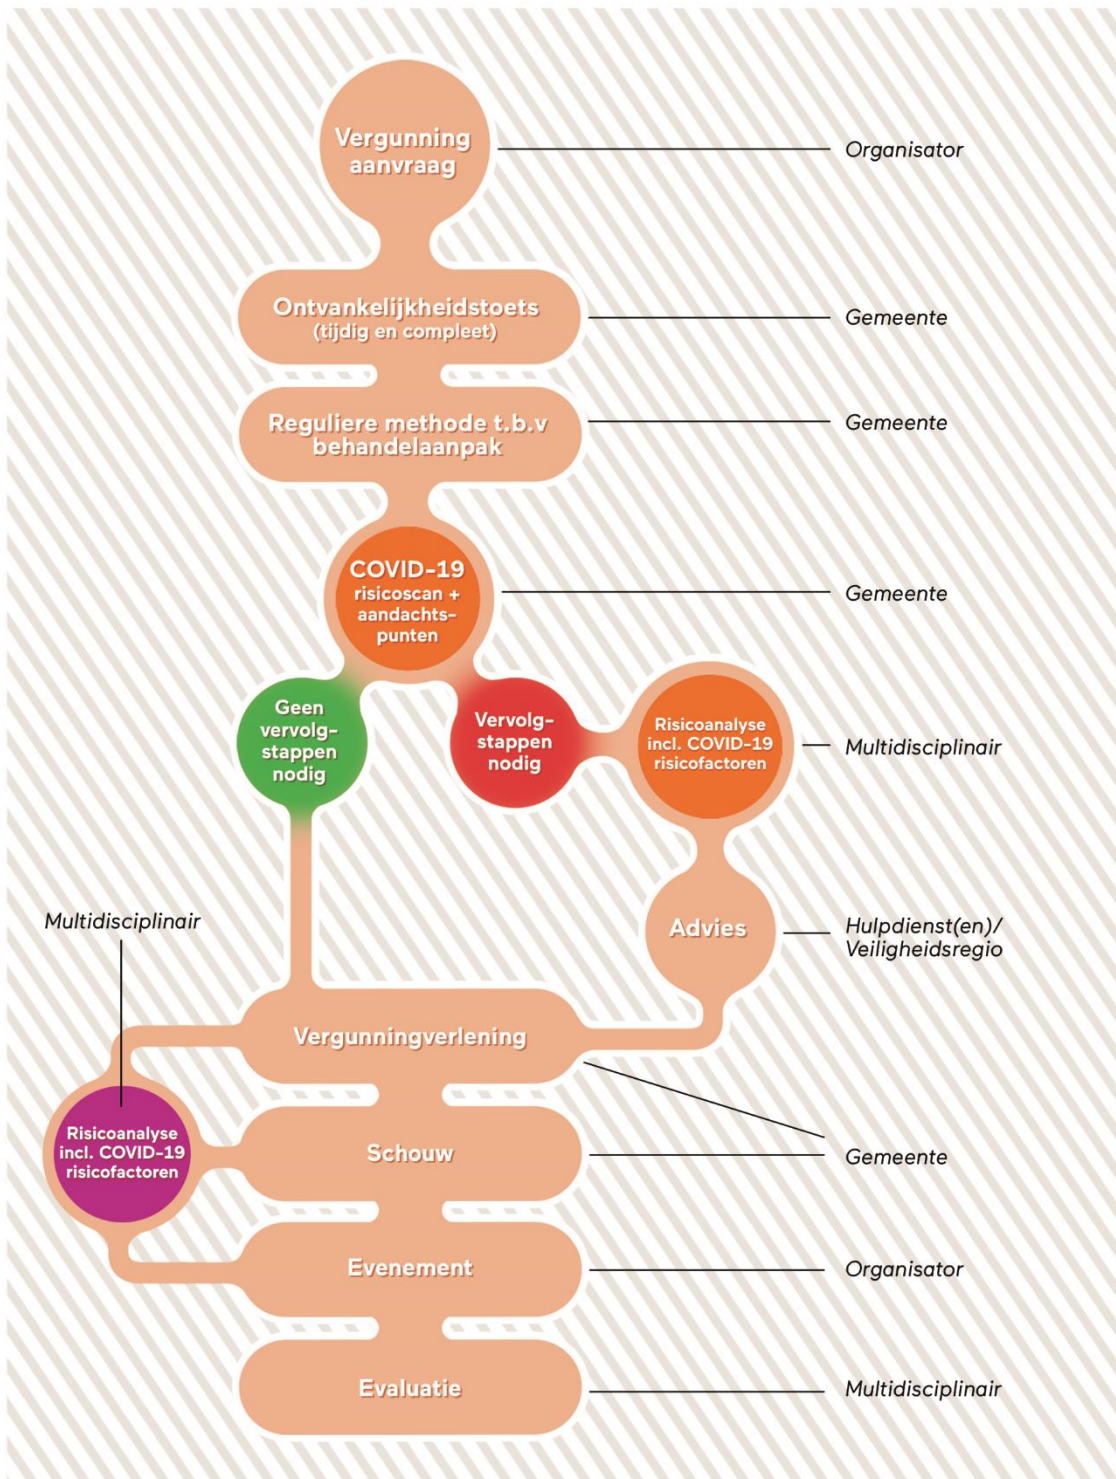 Vergunning
aanvraag
Organisator
Ontvankelijkheidstoets
(tijdig en compleet)
Gemeente
Reguliere methode t.b.v
behandelaanpak
Gemeente
COVID-19
risicoscan +
aandachts-
punten
Gemeente
Geen
vervolg-
stappen
nodig
Vervolg-
stappen
nodig
Risicoanalyse
incl. COVID-19
risicofactoren
Multidisciplinair
Multidisciplinair
Advies
Hulpdienst(en)/
Veiligheidsregio
Vergunningverlening
Risicoanalyse
incl. COVID-19
risicofactoren
Schouw
Gemeente
Evenement
Organisator
Evaluatie
Multidisciplinair